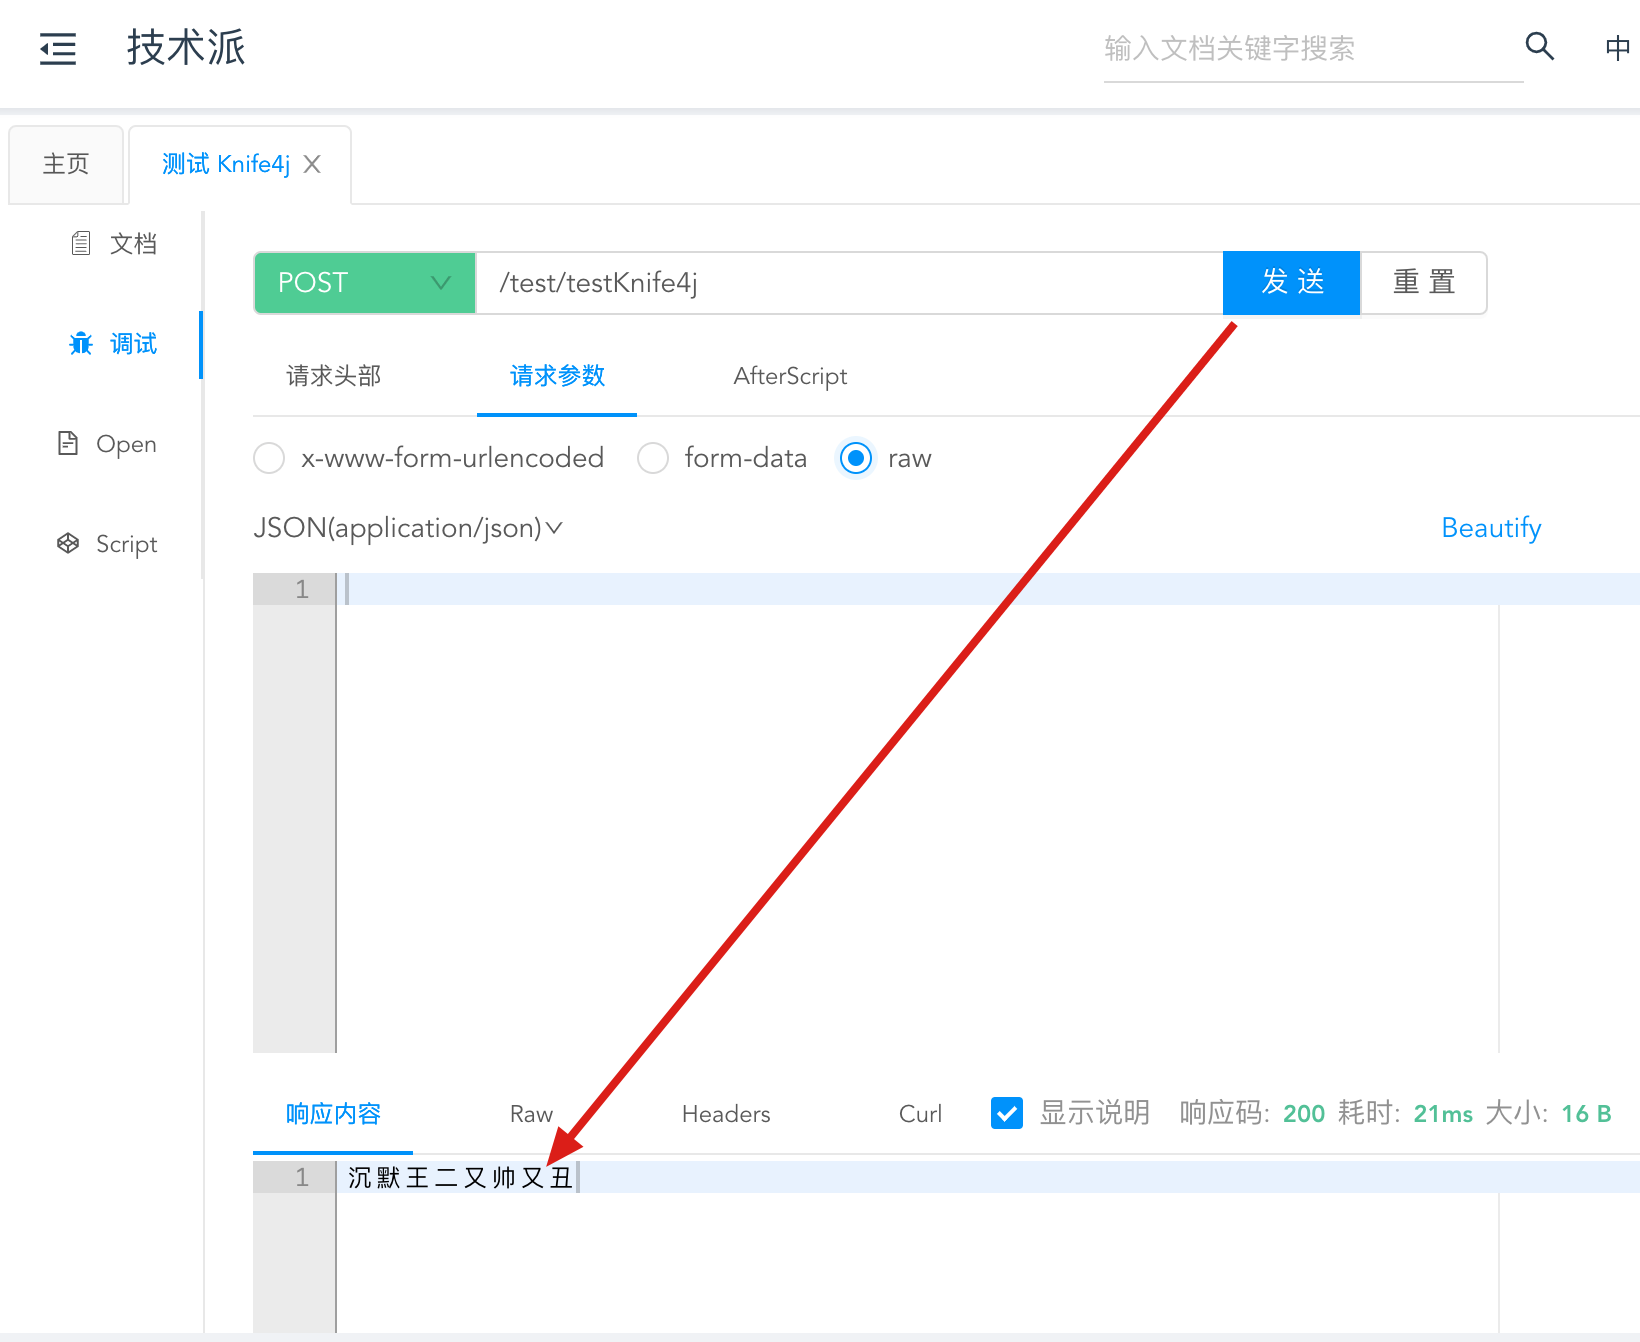 技术派
输入文档关键字搜索
中
主页
测试 Knife4j
文档
POST
/test/testKnife4j
发 送
重 置
调试
请求头部
请求参数
AfterScript
Open
x-www-form-urlencoded
form-data
raw
Script
JSON(application/json)
Beautify
1
响应内容
Raw
Headers
Curl
显示说明
响应码: 200 耗时: 21ms 大小: 16 B
1
沉默王二又帅又丑